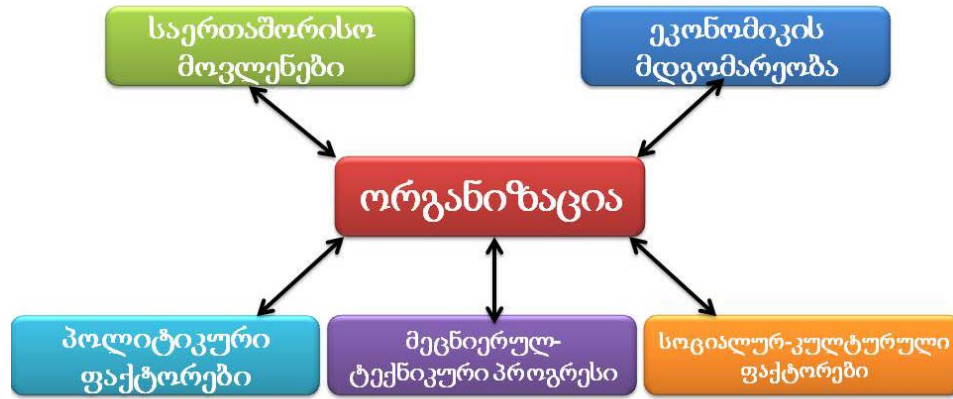 საერთაშორისო
მოვლენები
ეკონომიკის
მდგომარეობა
ორგანიზაცია
პოლიტიკური
ფაქტორები
მეცნიერულ-
ტექნიკური პროგრესი
სოციალურ-კულტურული
ფაქტორები